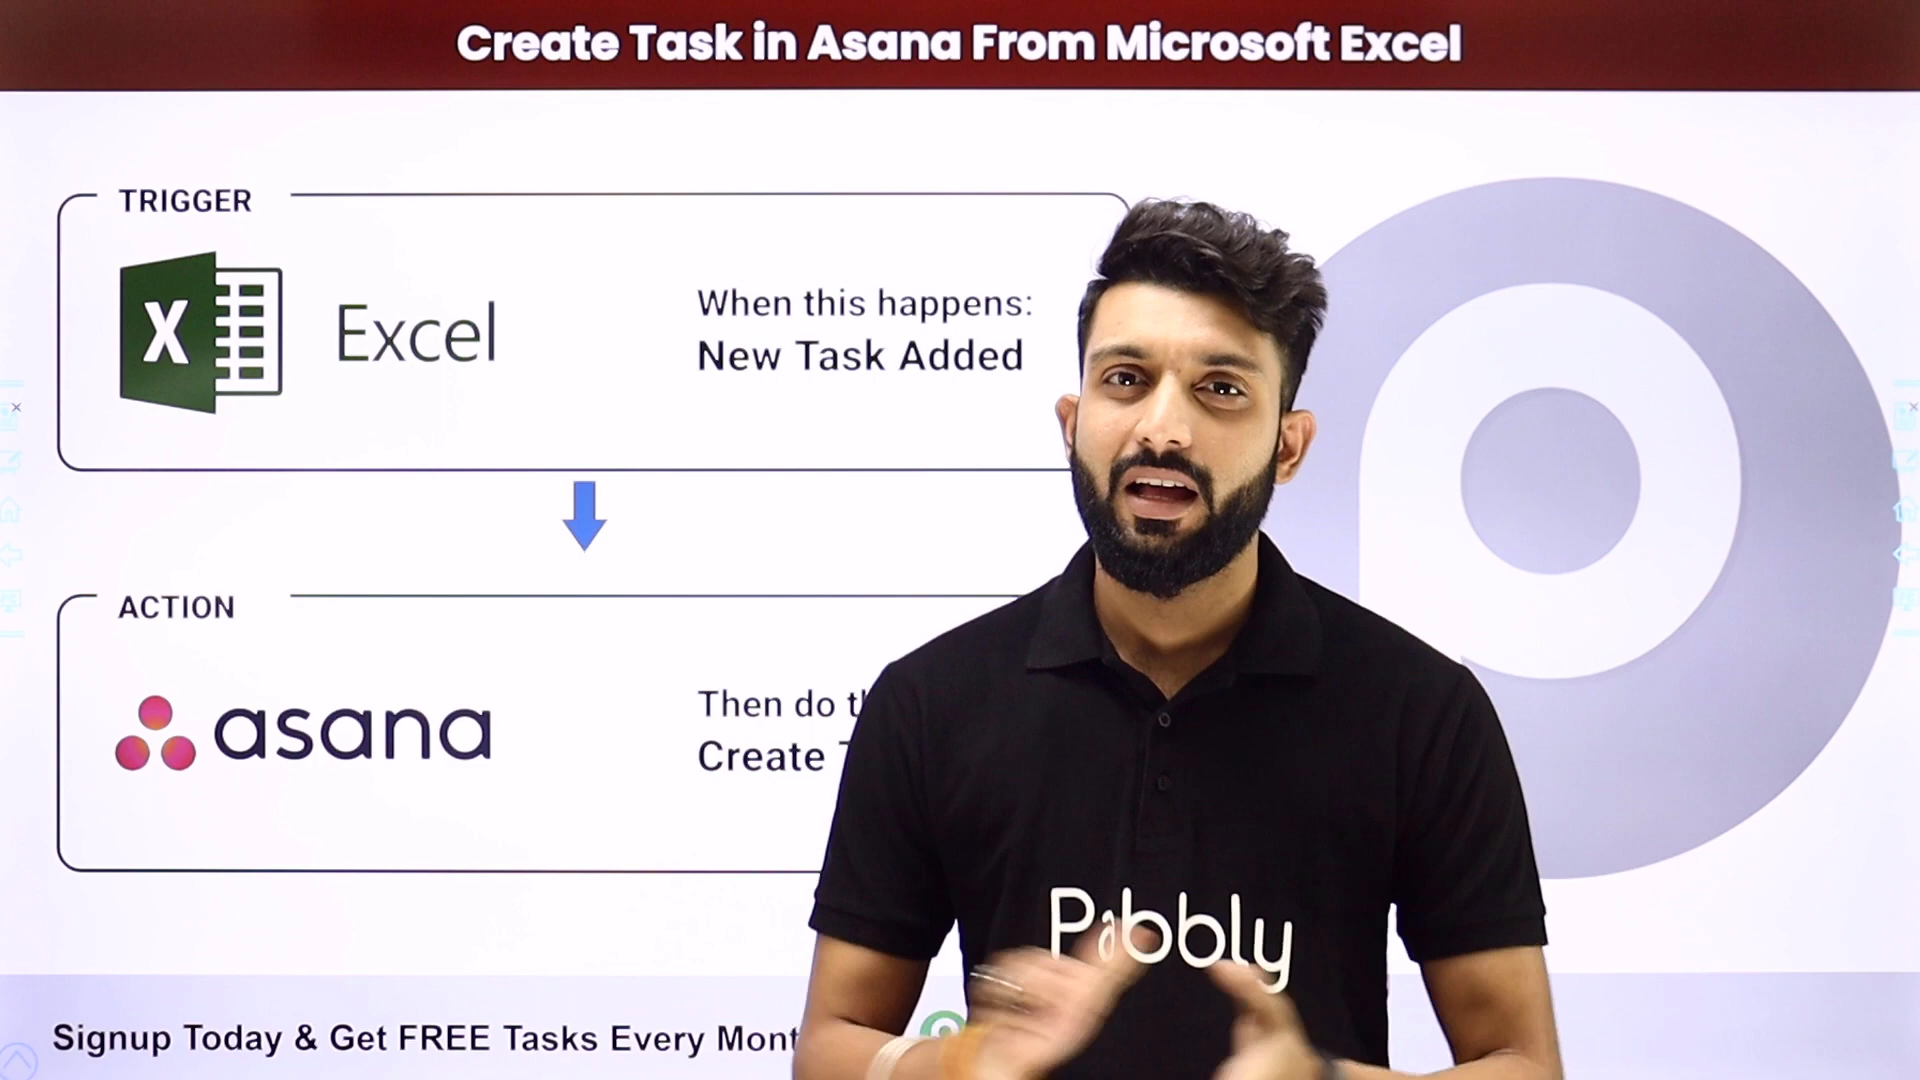 Create Task in Asana From Microsoft Excel
TRIGGER
X
Excel
When this happens:
New Task Added
ACTION
asana
Then do
Create
Pabbly
Signup Today & Get FREE Tasks Every